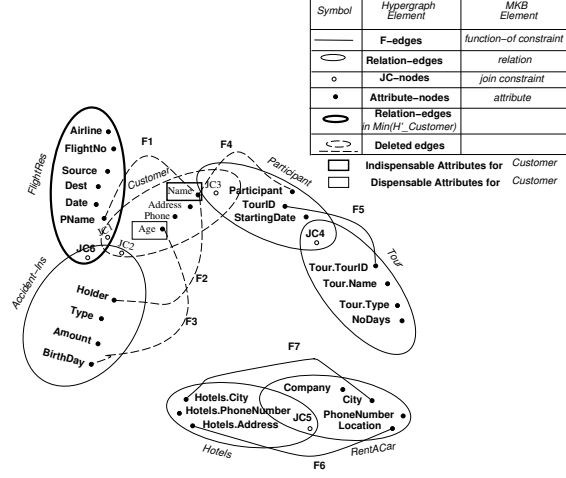 Symbol Hypergraph Element MKB Element
F-edges function-of constraint
Relation-edges relation
JC-nodes join constraint
Attribute-nodes attribute
Relation-edges in Min(H'_Customer)
Deleted edges
Indispensable Attributes for Customer
Dispensable Attributes for Customer
FlightRes
Airline
FlightNo
Source
Dest
Date
PName
F1
Customer
Name
Address
Phone
Age
F4
JC3
Participant
Participant
TourID
StartingDate
F5
JC4
Tour
Tour.TourID
Tour.Name
Tour.Type
NoDays
JC2
JC6
Accident-Ins
Holder
Type
Amount
BirthDay
F2
F3
F7
Hotels.City
Hotels.PhoneNumber
Hotels.Address
Hotels
JC5
Company
City
PhoneNumber
Location
RentACar
F6